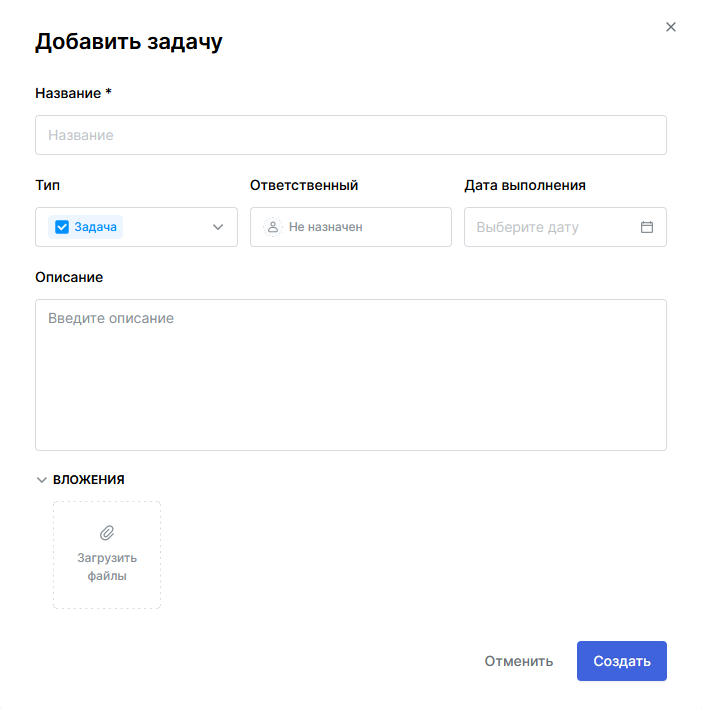 Добавить задачу
Название *
Название
Тип
Ответственный
Дата выполнения
Задача
Не назначен
Выберите дату
Описание
Введите описание
ВЛОЖЕНИЯ
Загрузить
файлы
Отменить
Создать